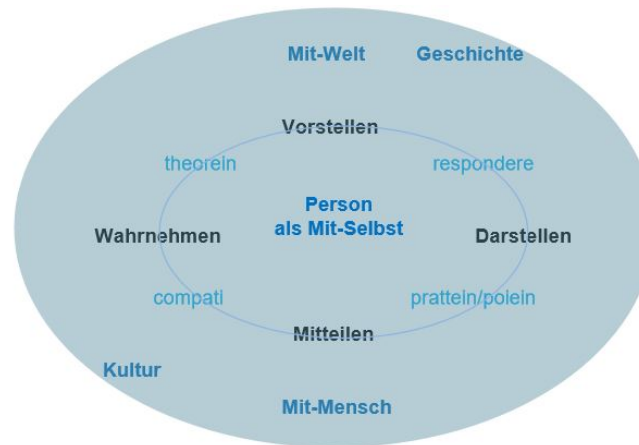 Mit-Welt Geschichte
Vorstellen
theorein respondere
Person
als Mit-Selbst
Wahrnehmen Darstellen
compati prattein/poiein
Mitteilen
Kultur
Mit-Mensch